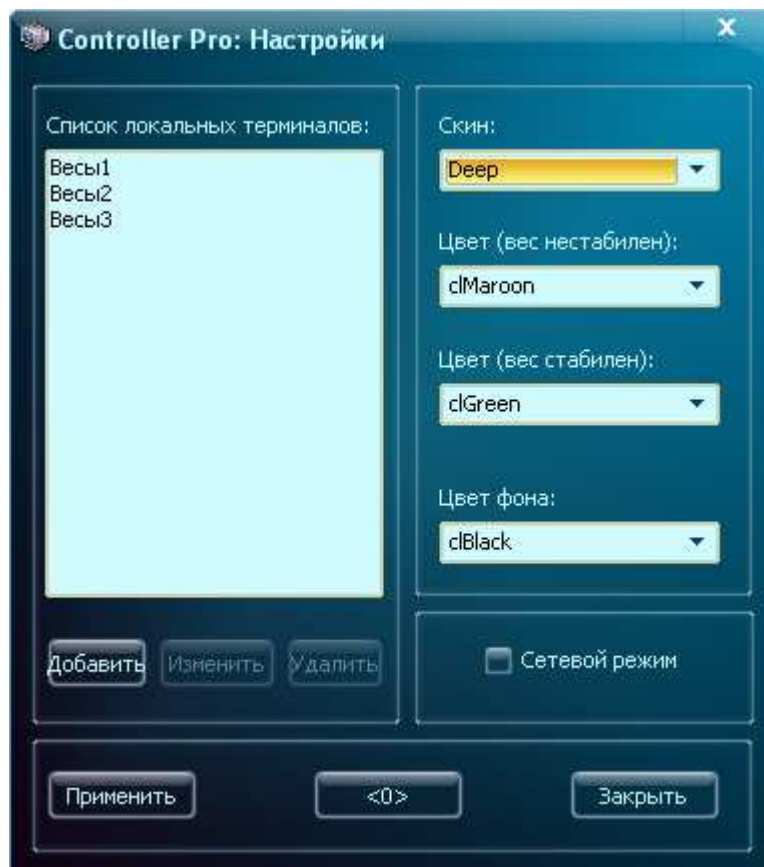 Controller Pro: Настройки
x
Список локальных терминалов:
Весы1
Весы2
Весы3
Добавить
Изменить
Удалить
Скин:
Deep
Цвет (вес нестабилен):
clMaroon
Цвет (вес стабилен):
clGreen
Цвет фона:
clBlack
Сетевой режим
Применить
<0>
Закрыть